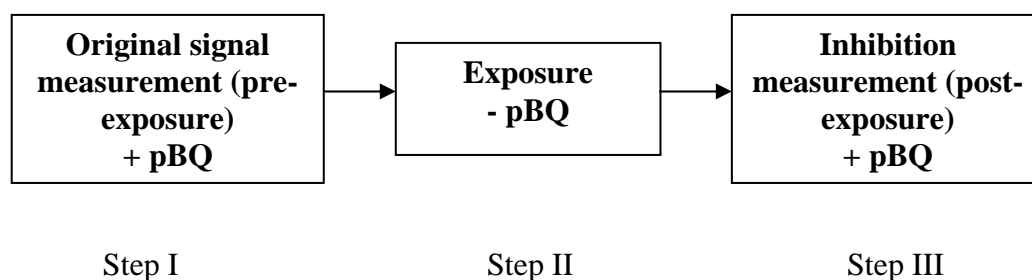 Original signal
measurement (pre-
exposure)
+ pBQ
Exposure
- pBQ
Inhibition
measurement (post-
exposure)
+ pBQ
Step I
Step II
Step III